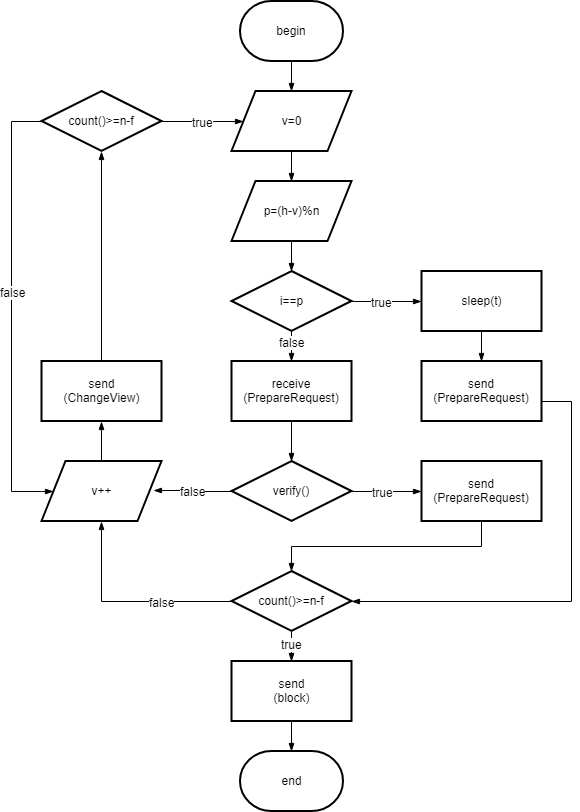 begin
count()>=n-f
true
v=0
p=(h-v)%n
false
i==p
true
sleep(t)
false
send
(ChangeView)
receive
(PrepareRequest)
send
(PrepareRequest)
v++
false
verify()
true
send
(PrepareRequest)
false
count()>=n-f
true
send
(block)
end